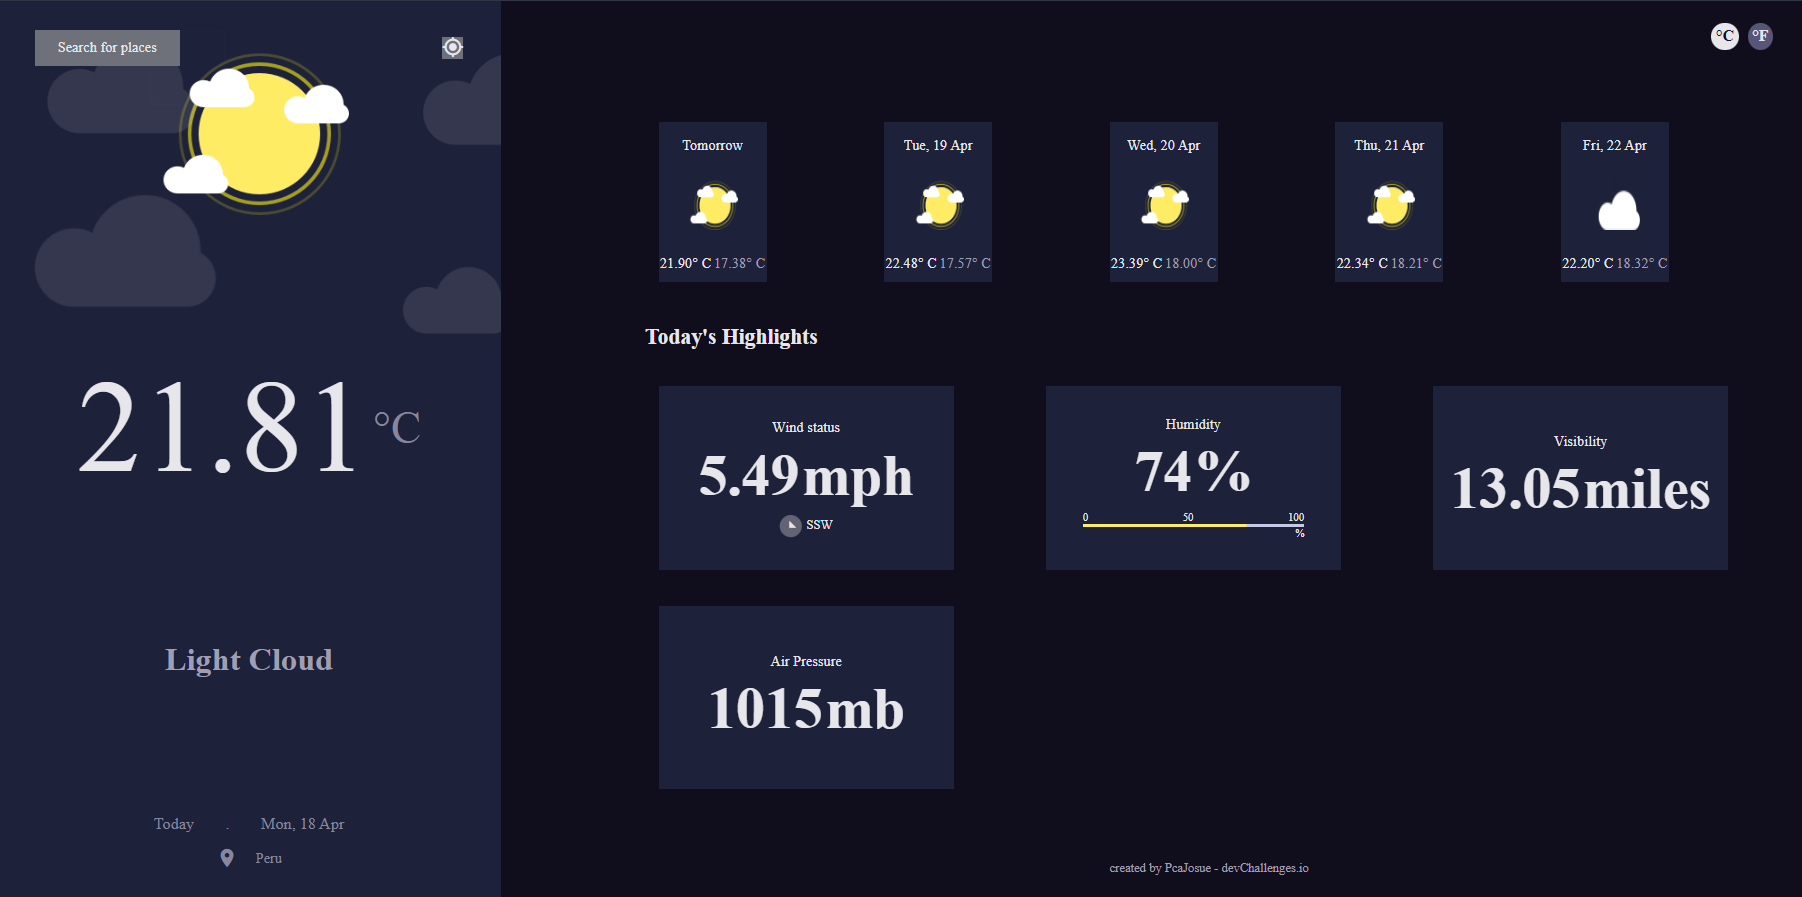 Search for places
21.81 °C
Light Cloud
Today . Mon, 18 Apr
Peru
°C °F
Tomorrow
21.90° C 17.38° C
Tue, 19 Apr
22.48° C 17.57° C
Wed, 20 Apr
23.39° C 18.00° C
Thu, 21 Apr
22.34° C 18.21° C
Fri, 22 Apr
22.20° C 18.32° C
Today's Highlights
Wind status
5.49mph
SSW
Humidity
74%
0 50 100
%
Visibility
13.05miles
Air Pressure
1015mb
created by PcaJosue - devChallenges.io